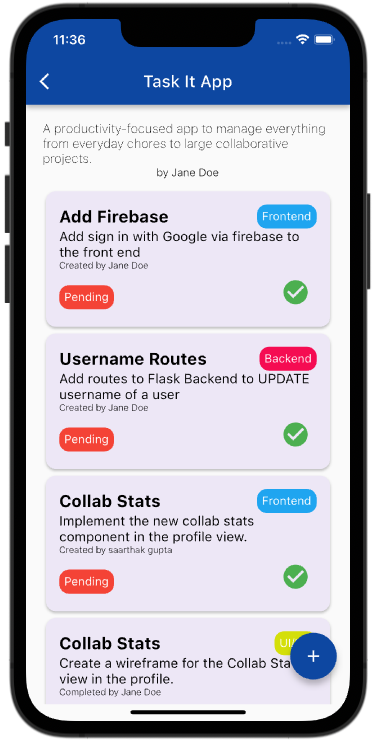 11:36
Task It App
A productivity-focused app to manage everything
from everyday chores to large collaborative
projects.
by Jane Doe
Add Firebase
Frontend
Add sign in with Google via firebase to
the front end
Created by Jane Doe
Pending
Username Routes
Backend
Add routes to Flask Backend to UPDATE
username of a user
Created by Jane Doe
Pending
Collab Stats
Frontend
Implement the new collab stats
component in the profile view.
Created by saarthak gupta
Pending
Collab Stats
Create a wireframe for the Collab
view in the profile.
Completed by Jane Doe